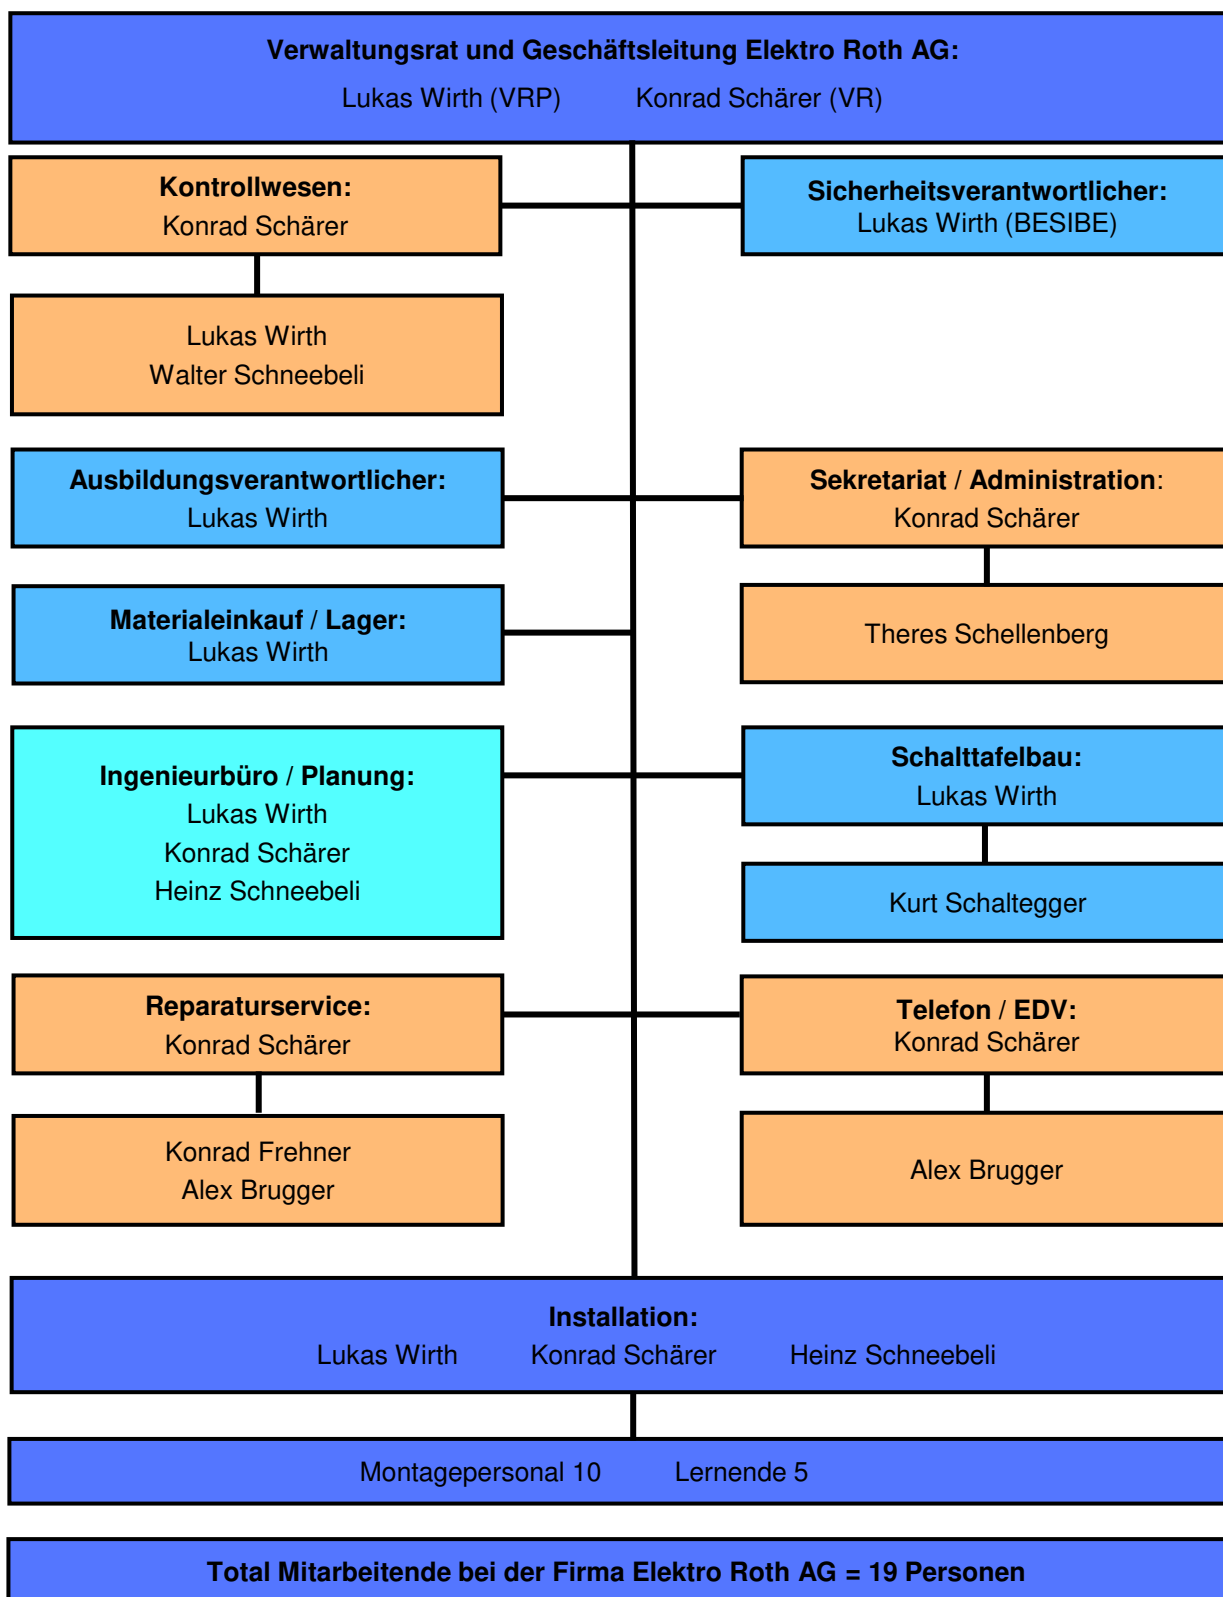 Verwaltungsrat und Geschäftsleitung Elektro Roth AG:
Lukas Wirth (VRP) Konrad Schärer (VR)
Kontrollwesen:
Konrad Schärer
Sicherheitsverantwortlicher:
Lukas Wirth (BESIBE)
Lukas Wirth
Walter Schneebeli
Ausbildungsverantwortlicher:
Lukas Wirth
Sekretariat / Administration:
Konrad Schärer
Materialeinkauf / Lager:
Lukas Wirth
Theres Schellenberg
Ingenieurbüro / Planung:
Lukas Wirth
Konrad Schärer
Heinz Schneebeli
Schalttafelbau:
Lukas Wirth
Kurt Schaltegger
Reparaturservice:
Konrad Schärer
Telefon / EDV:
Konrad Schärer
Konrad Frehner
Alex Brugger
Alex Brugger
Installation:
Lukas Wirth Konrad Schärer Heinz Schneebeli
Montagepersonal 10 Lernende 5
Total Mitarbeitende bei der Firma Elektro Roth AG = 19 Personen